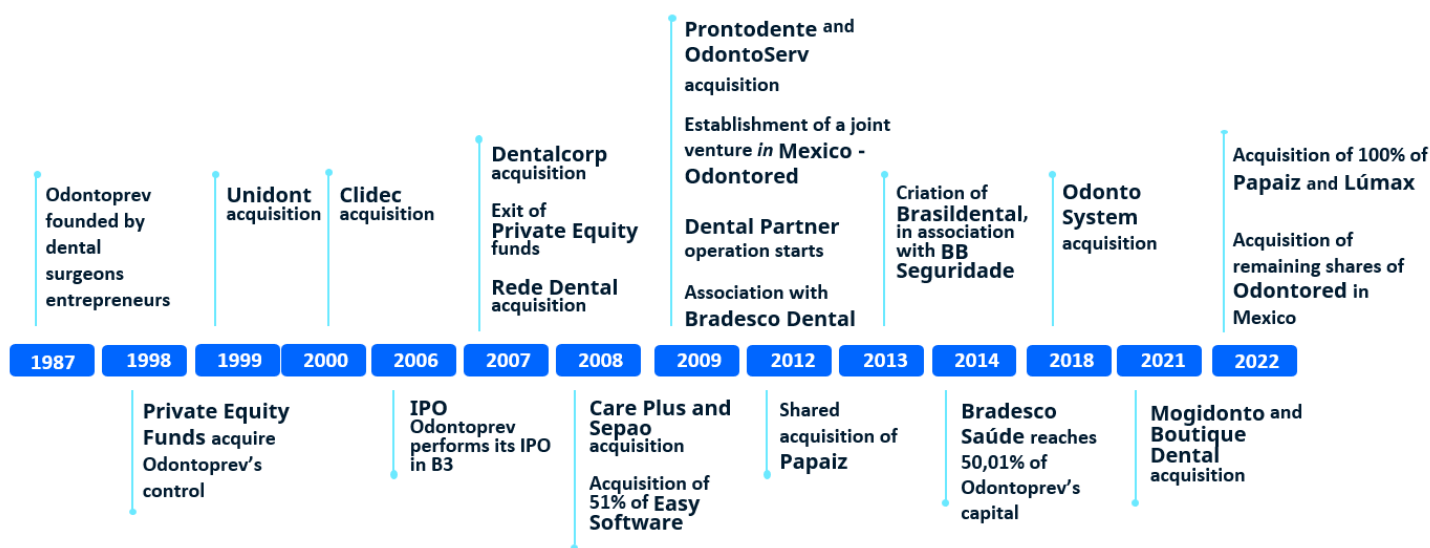 Odontoprev
founded by
dental
surgeons
entrepreneurs
Unidont
acquisition
Clidec
acquisition
Dentalcorp
acquisition
Exit of
Private Equity
funds
Rede Dental
acquisition
Prontodente and
OdontoServ
acquisition
Establishment of a joint
venture in Mexico -
Odontored
Dental Partner
operation starts
Association with
Bradesco Dental
Criation of
Brasildental,
in association
with BB
Seguridade
Odonto
System
acquisition
Acquisition of 100% of
Papaiz and Lúmax
Acquisition of
remaining shares of
Odontored in
Mexico
1987 1998 1999 2000 2006 2007 2008 2009 2012 2013 2014 2018 2021 2022
Private Equity
Funds acquire
Odontoprev’s
control
IPO
Odontoprev
performs its IPO
in B3
Care Plus and
Sepao
acquisition
Acquisition of
51% of Easy
Software
Shared
acquisition of
Papaiz
Bradesco
Saúde reaches
50,01% of
Odontoprev’s
capital
Mogidonto and
Boutique
Dental
acquisition